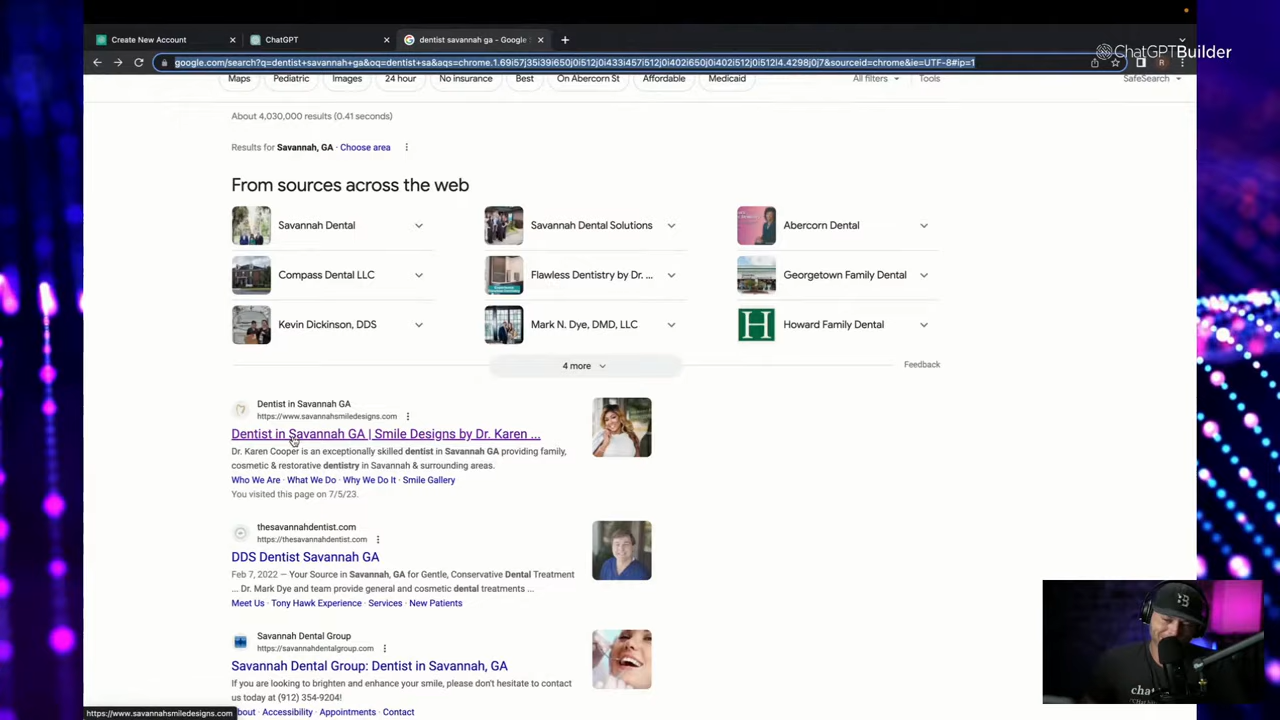 Create New Account
ChatGPT
dentist savannah ga - Google
ChatGPTBuilder
google.com/search?q=dentist+savannah+ga&oq=dentist+sa&aqs=chrome.1.69i57j35i39i650j0i512i433i457i512j0i402i650j0i402i512j0i512l4.4298j0j7&sourceid=chrome&ie=UTF-8#ip=1
Maps
Pediatric
Images
24 hour
No insurance
Best
On Abercorn St
Affordable
Medicaid
All filters
Tools
SafeSearch
About 4,030,000 results (0.41 seconds)
Results for Savannah, GA · Choose area
From sources across the web
Savannah Dental
Savannah Dental Solutions
Abercorn Dental
Compass Dental LLC
Flawless Dentistry by Dr. ...
Georgetown Family Dental
Kevin Dickinson, DDS
Mark N. Dye, DMD, LLC
H
Howard Family Dental
4 more
Feedback
Dentist in Savannah GA
https://www.savannahsmiledesigns.com
Dentist in Savannah GA | Smile Designs by Dr. Karen ...
Dr. Karen Cooper is an exceptionally skilled dentist in Savannah GA providing family,
cosmetic & restorative dentistry in Savannah & surrounding areas.
Who We Are · What We Do · Why We Do It · Smile Gallery
You visited this page on 7/5/23.
thesavannahdentist.com
https://thesavannahdentist.com
DDS Dentist Savannah GA
Feb 7, 2022 — Your Source in Savannah, GA for Gentle, Conservative Dental Treatment
... Dr. Mark Dye and team provide general and cosmetic dental treatments ...
Meet Us · Tony Hawk Experience · Services · New Patients
Savannah Dental Group
https://savannahdentalgroup.com
Savannah Dental Group: Dentist in Savannah, GA
If you are looking to brighten and enhance your smile, please don't hesitate to contact
us today at (912) 354-9204!
bout · Accessibility · Appointments · Contact
https://www.savannahsmiledesigns.com